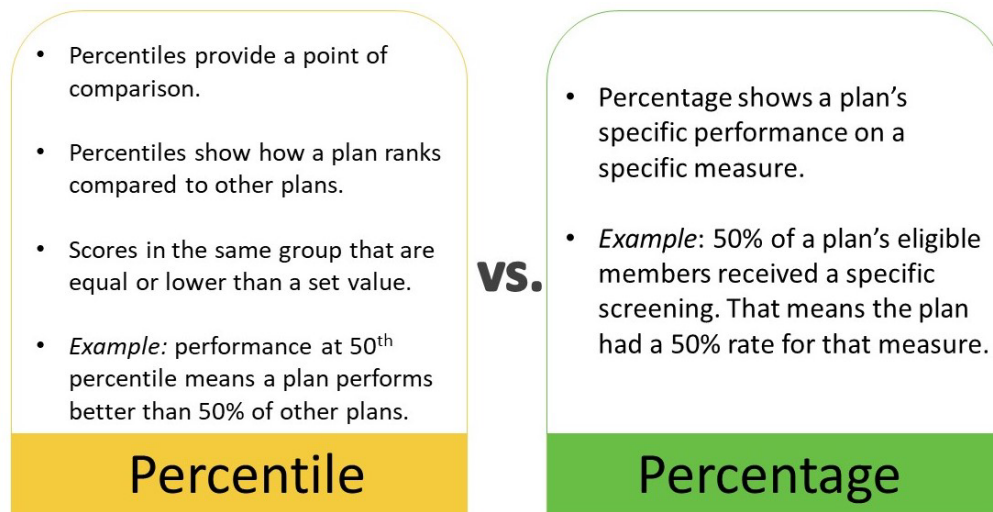 • Percentiles provide a point of
comparison.
• Percentiles show how a plan ranks
compared to other plans.
• Scores in the same group that are
equal or lower than a set value.
• Example: performance at 50th
percentile means a plan performs
better than 50% of other plans.
Percentile
vs.
• Percentage shows a plan’s
specific performance on a
specific measure.
• Example: 50% of a plan’s eligible
members received a specific
screening. That means the plan
had a 50% rate for that measure.
Percentage